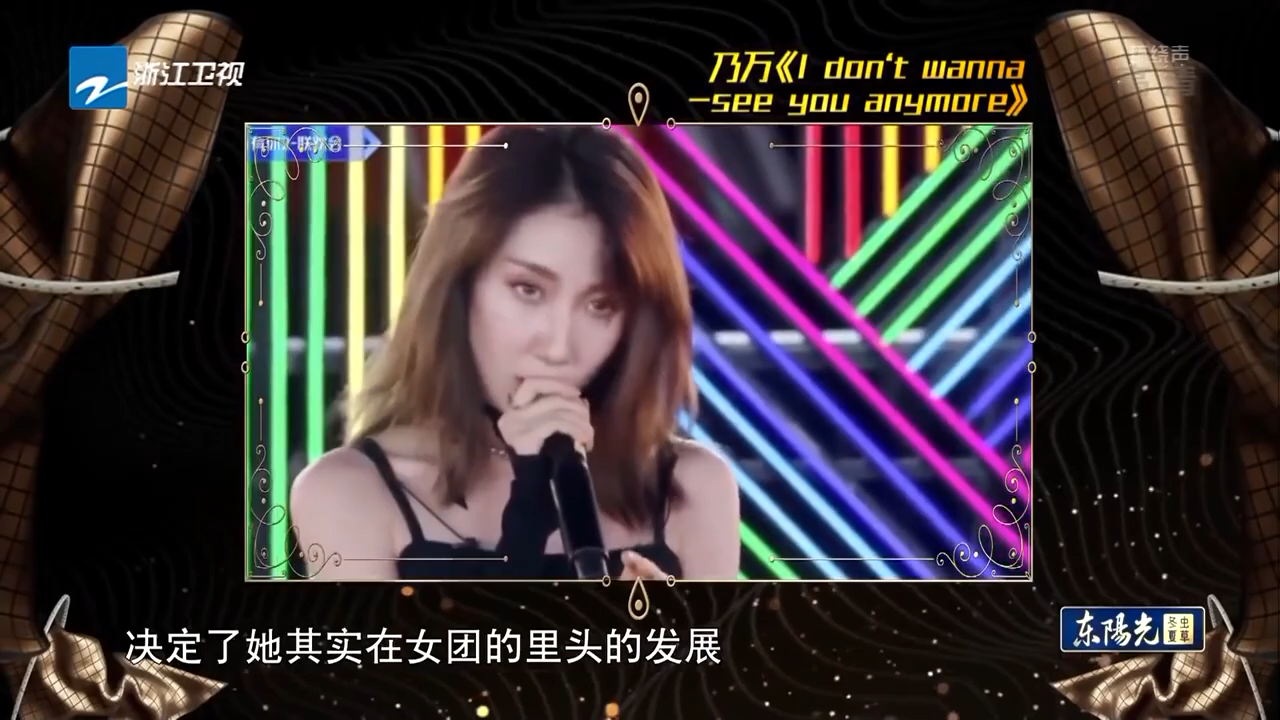 浙江卫视
乃万《I don't wanna
-see you anymore》
决定了她其实在女团的里头的发展
东陽光
冬虫
夏草